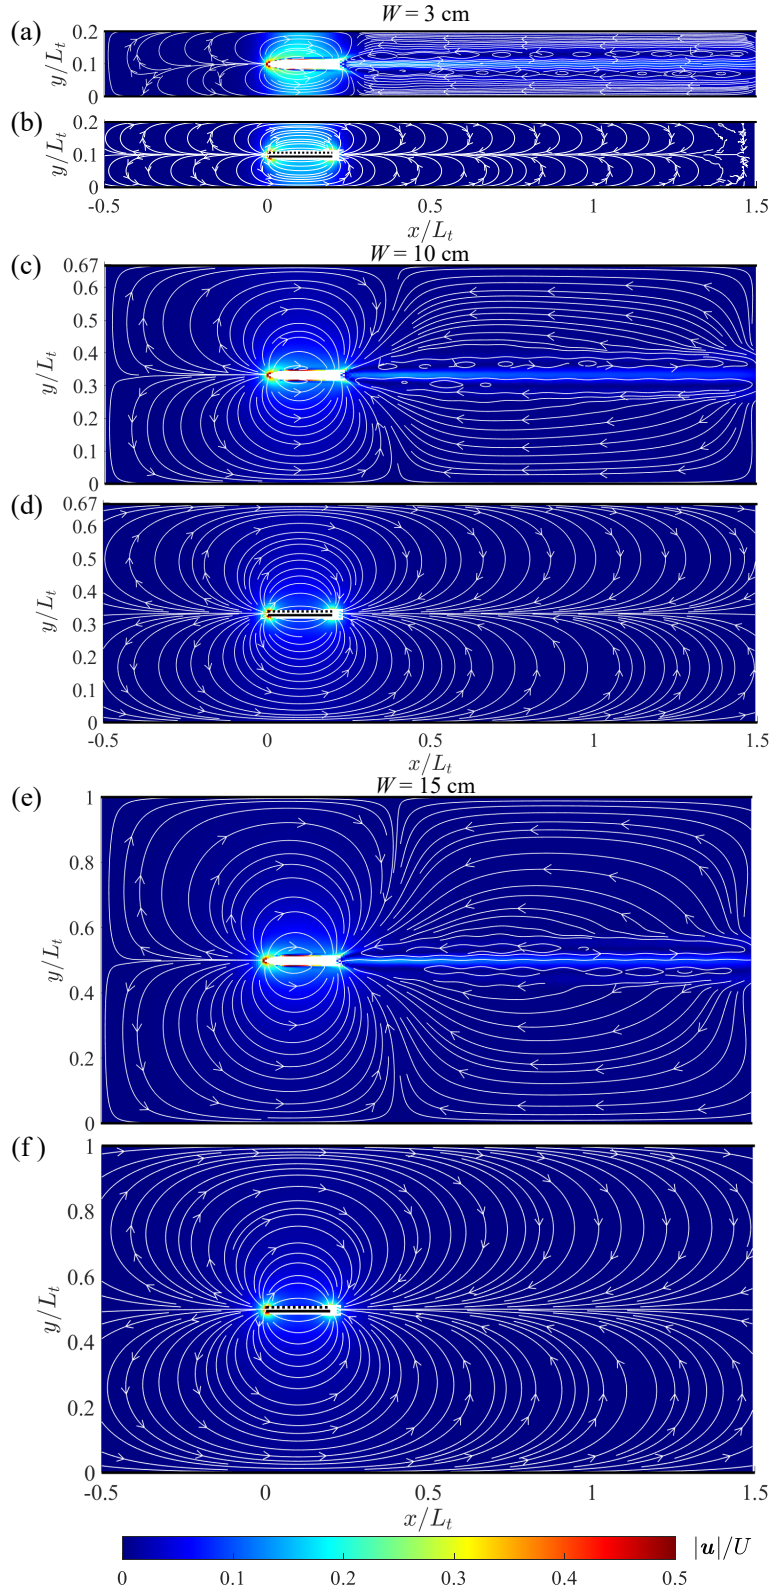 W = 3 cm
(a)
0.2
0.1
0
y/L_t
(b)
0.2
0.1
0
y/L_t
-0.5 0 0.5 1 1.5
x/L_t
W = 10 cm
(c)
0.67
0.6
0.5
0.4
0.3
0.2
0.1
0
y/L_t
(d)
0.67
0.6
0.5
0.4
0.3
0.2
0.1
0
y/L_t
-0.5 0 0.5 1 1.5
x/L_t
W = 15 cm
(e)
1
0.8
0.6
0.4
0.2
0
y/L_t
(f)
1
0.8
0.6
0.4
0.2
0
y/L_t
-0.5 0 0.5 1 1.5
x/L_t
|u|/U
0 0.1 0.2 0.3 0.4 0.5